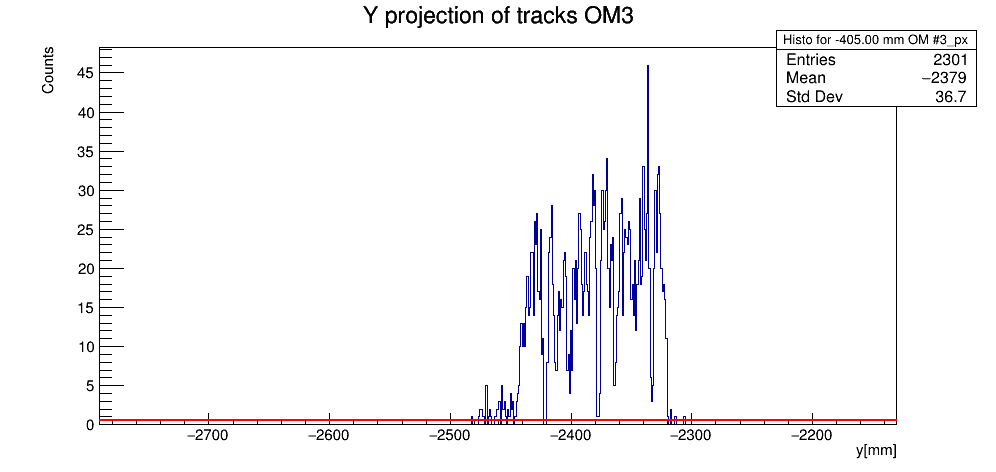 Y projection of tracks OM3
Histo for -405.00 mm OM #3_px
Entries 2301
Mean −2379
Std Dev 36.7
Counts
45
40
35
30
25
20
15
10
5
0
−2700 −2600 −2500 −2400 −2300 −2200
y[mm]